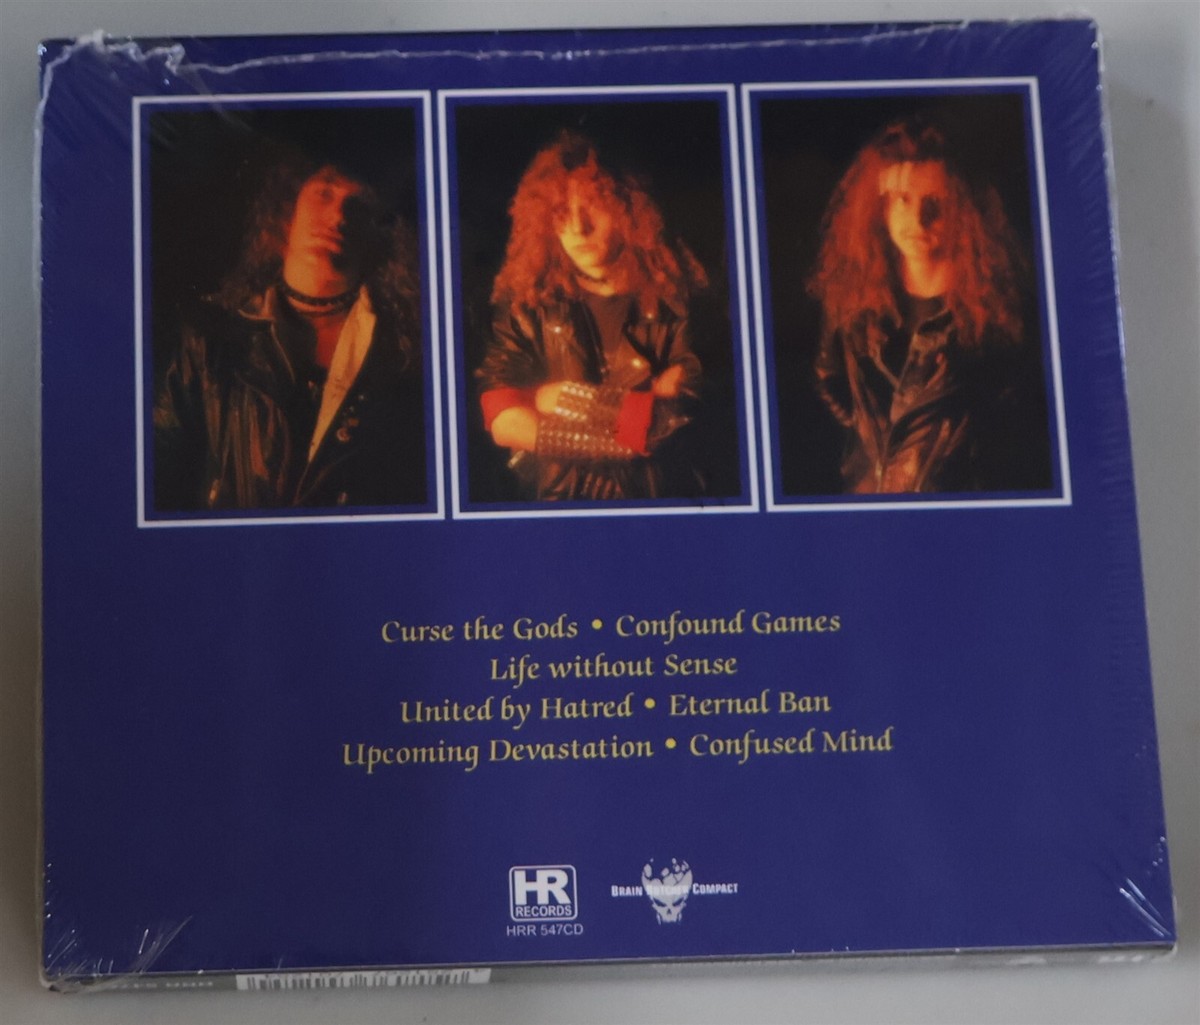 Curse the Gods • Confound Games
Life without Sense
United by Hatred • Eternal Ban
Upcoming Devastation • Confused Mind
HR
RECORDS
HRR 547CD
BRAIN BUTCHER COMPACT